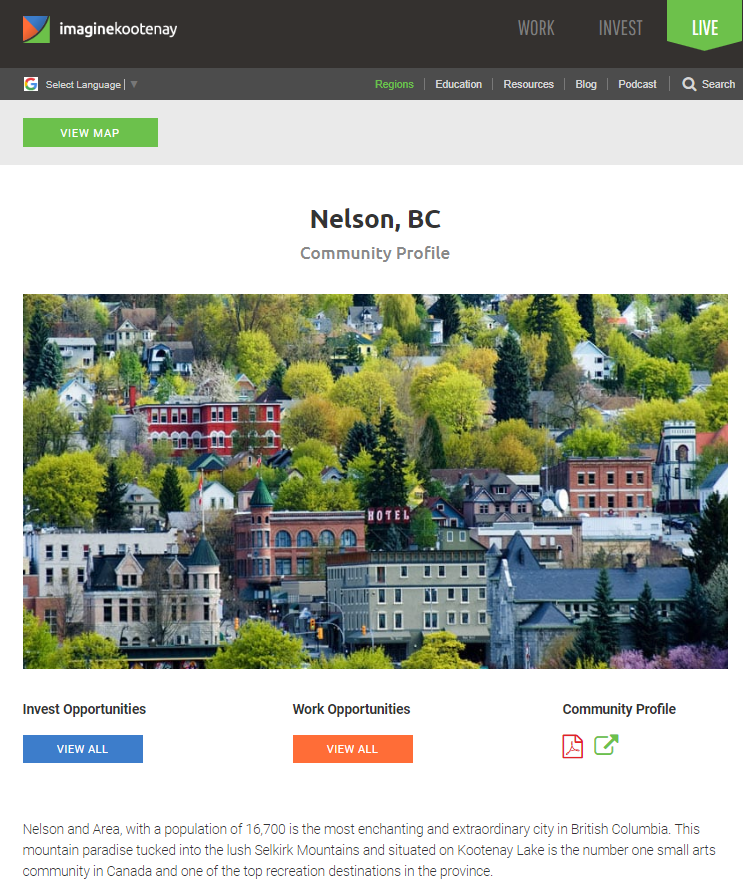 imaginekootenay
WORK
INVEST
LIVE
Select Language
Regions
Education
Resources
Blog
Podcast
Search
VIEW MAP
Nelson, BC
Community Profile
HOTEL
Invest Opportunities
Work Opportunities
Community Profile
VIEW ALL
VIEW ALL
Nelson and Area, with a population of 16,700 is the most enchanting and extraordinary city in British Columbia. This
mountain paradise tucked into the lush Selkirk Mountains and situated on Kootenay Lake is the number one small arts
community in Canada and one of the top recreation destinations in the province.